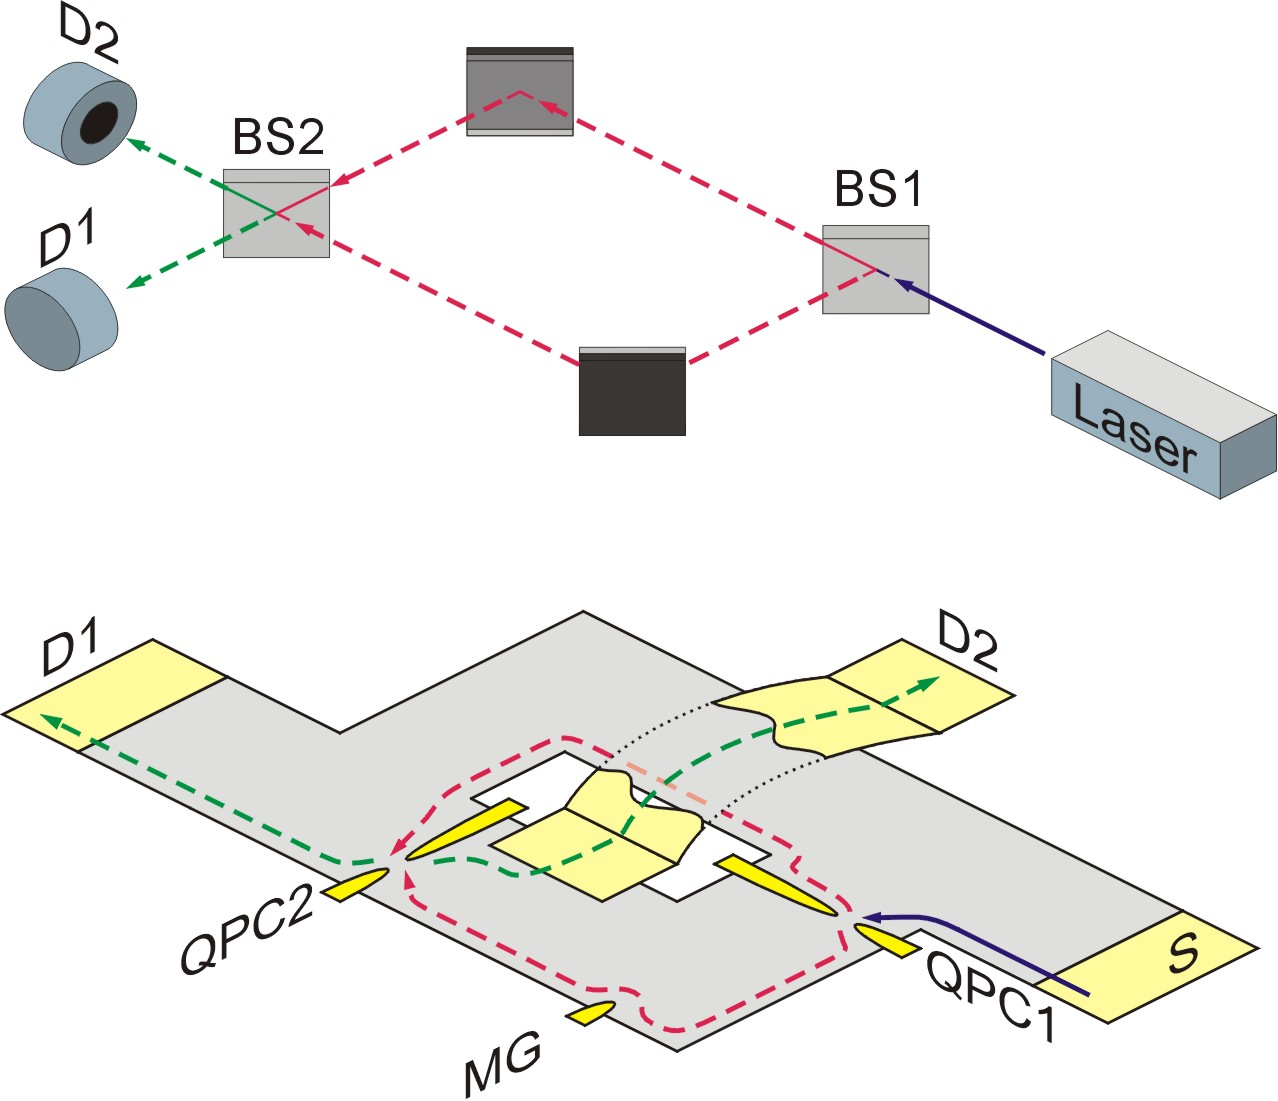 D2
BS2
BS1
D1
Laser
D1
D2
QPC2
S
QPC1
MG